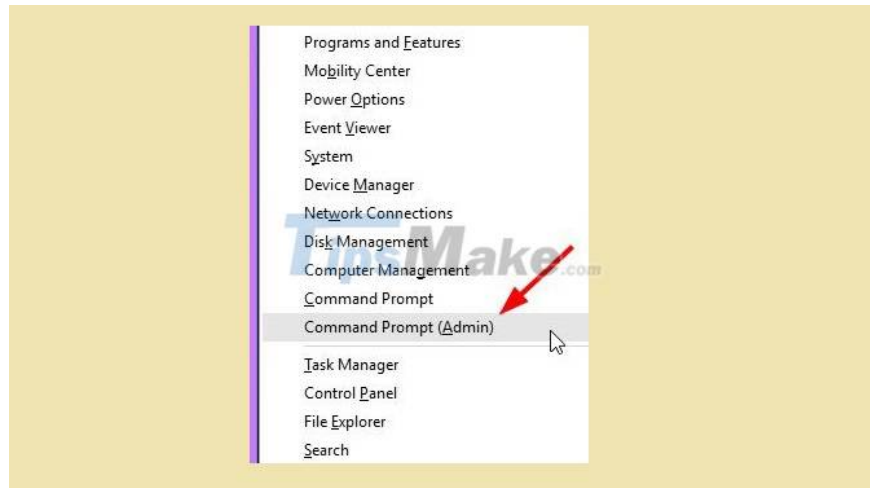 Programs and Features
Mobility Center
Power Options
Event Viewer
System
Device Manager
Network Connections
Disk Management
TipsMake.com
Computer Management
Command Prompt
Command Prompt (Admin)
Task Manager
Control Panel
File Explorer
Search